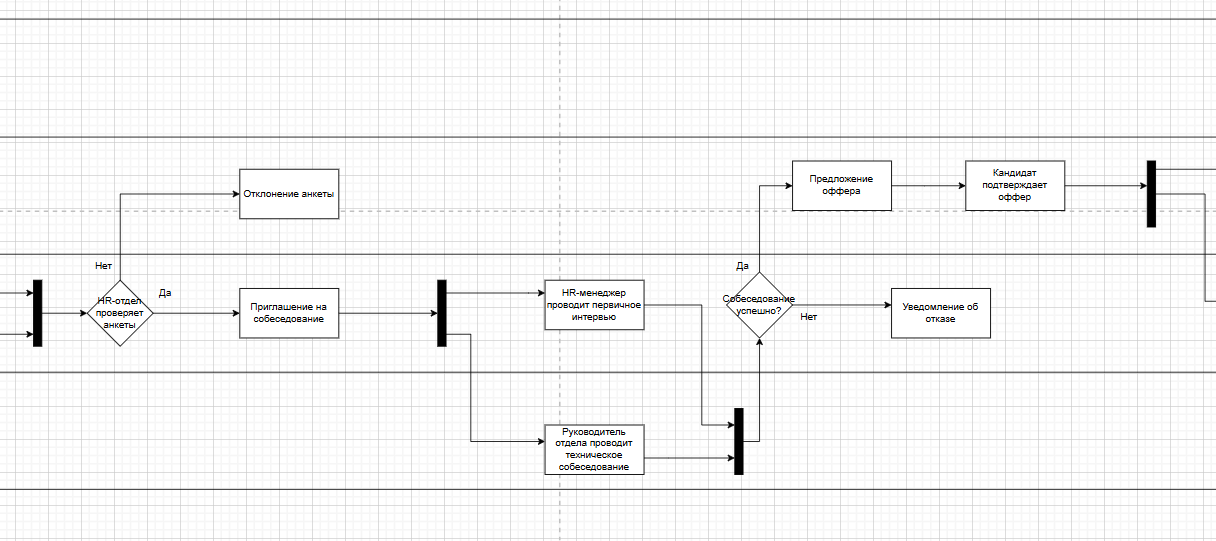 Отклонение анкеты
Нет
HR-отдел
проверяет
анкеты
Да
Приглашение на
собеседование
HR-менеджер
проводит первичное
интервью
Руководитель
отдела проводит
техническое
собеседование
Собеседование
успешно?
Да
Нет
Предложение
оффера
Кандидат
подтверждает
оффер
Уведомление об
отказе